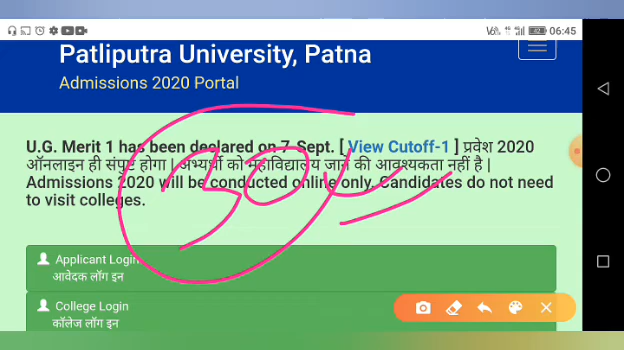 06:45
Patliputra University, Patna
Admissions 2020 Portal
U.G. Merit 1 has been declared on 7 Sept. [ View Cutoff-1 ] प्रवेश 2020
ऑनलाइन ही संपुष्ट होगा | अभ्यर्थी को महाविद्यालय जाने की आवश्यकता नहीं है |
Admissions 2020 will be conducted online only. Candidates do not need
to visit colleges.
Applicant Login
आवेदक लॉग इन
College Login
कॉलेज लॉग इन